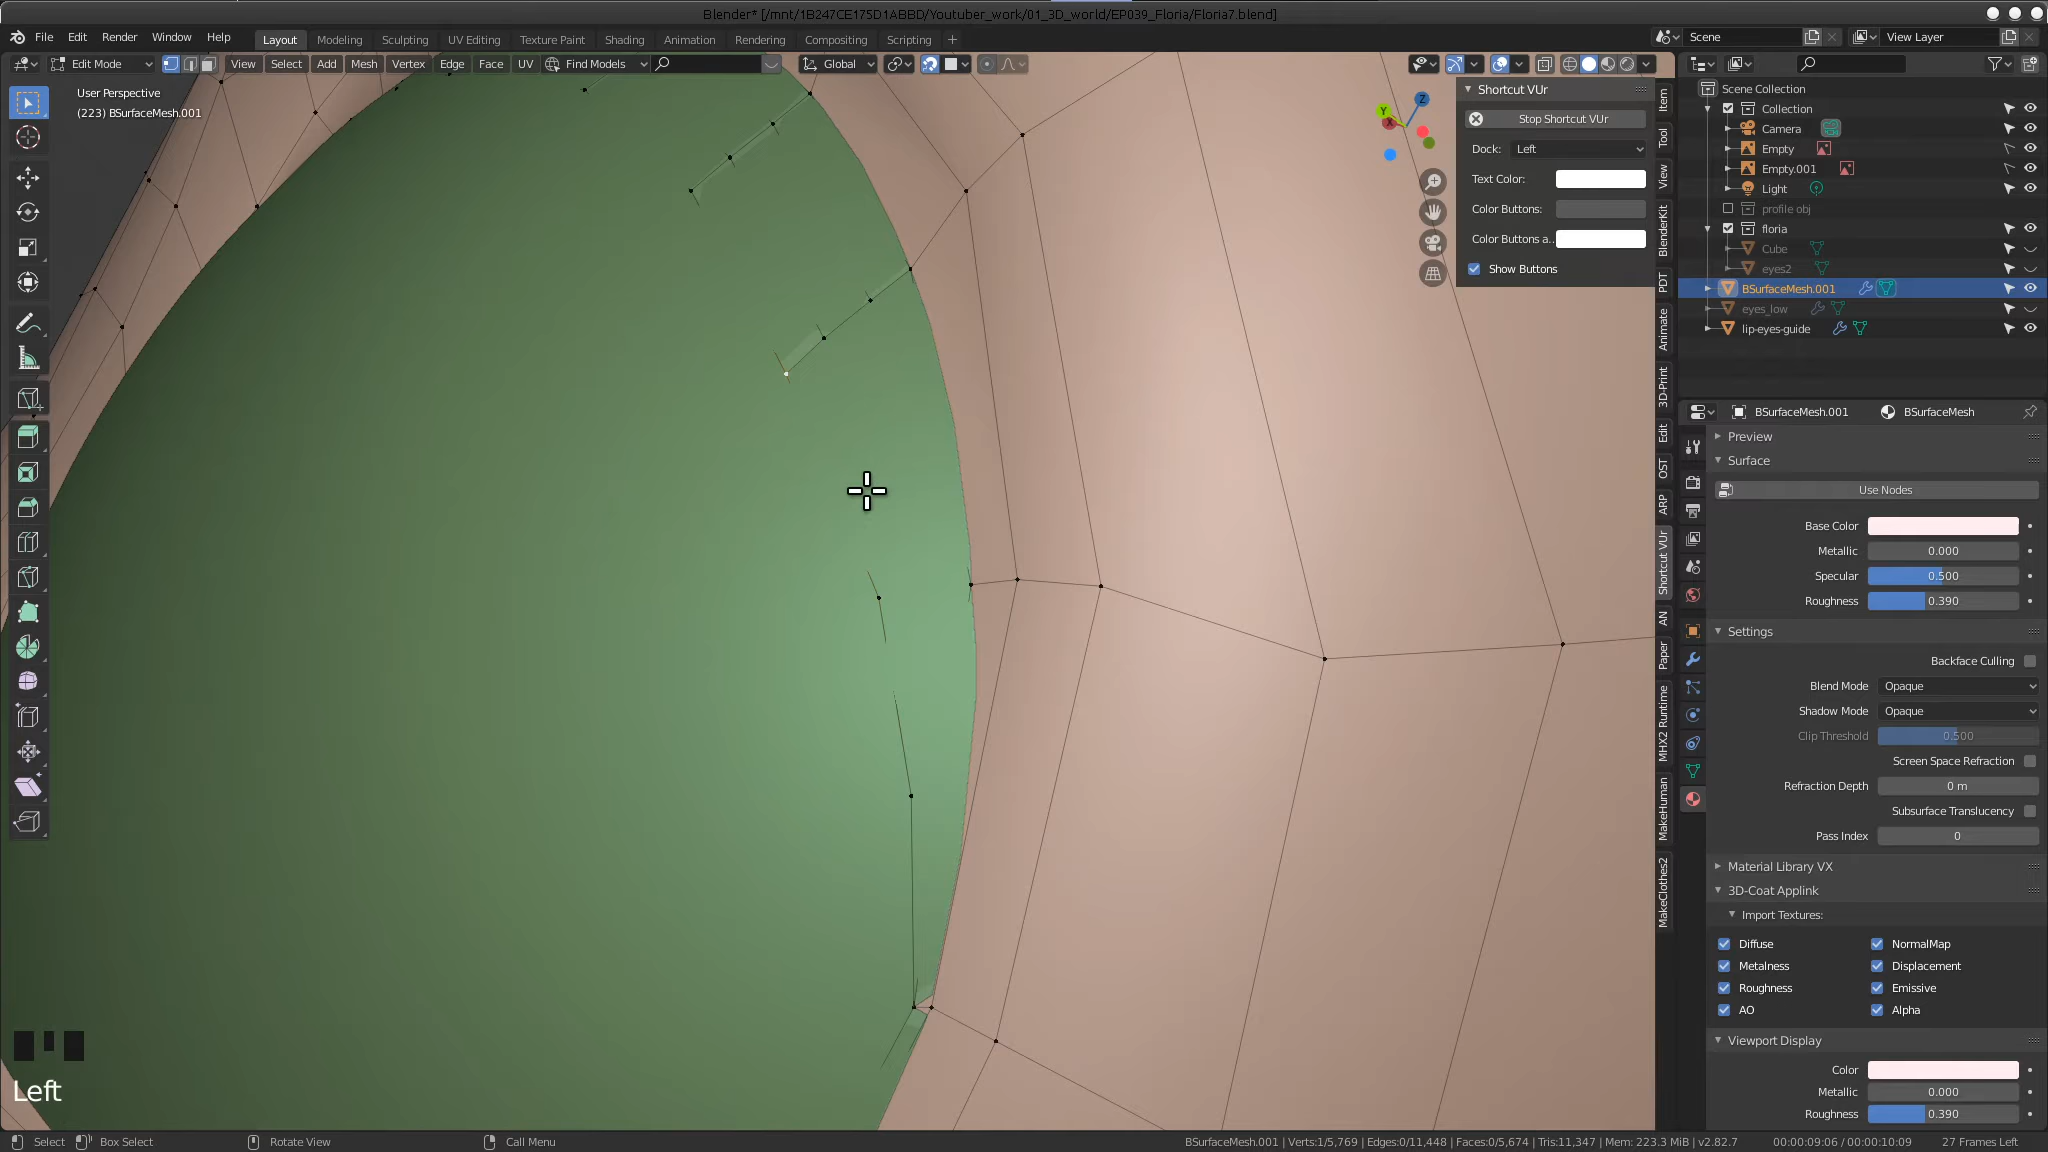 Blender* [/mnt/1B247CE175D1ABBD/Youtuber_work/01_3D_world/EP039_Floria/Floria7.blend]
File Edit Render Window Help Layout Modeling Sculpting UV Editing Texture Paint Shading Animation Rendering Compositing Scripting + Scene View Layer
Edit Mode View Select Add Mesh Vertex Edge Face UV Find Models Global
User Perspective
(223) BSurfaceMesh.001
Shortcut VUr
Stop Shortcut VUr
Dock: Left
Text Color:
Color Buttons:
Color Buttons a..
Show Buttons
Z
Y
X
Item
Tool
View
BlenderKit
PDT
Animate
3D-Print
Edit
OST
ARP
Shortcut VUr
AN
Paper
MHX2 Runtime
MakeHuman
MakeClothes2
Scene Collection
Collection
Camera
Empty
Empty.001
Light
profile obj
floria
Cube
eyes2
BSurfaceMesh.001
eyes_low
lip-eyes-guide
BSurfaceMesh.001 BSurfaceMesh
Preview
Surface
Use Nodes
Base Color
Metallic 0.000
Specular 0.500
Roughness 0.390
Settings
Backface Culling
Blend Mode Opaque
Shadow Mode Opaque
Clip Threshold 0.500
Screen Space Refraction
Refraction Depth 0 m
Subsurface Translucency
Pass Index 0
Material Library VX
3D-Coat Applink
Import Textures:
Diffuse NormalMap
Metalness Displacement
Roughness Emissive
AO Alpha
Viewport Display
Color
Metallic 0.000
Roughness 0.390
Left
Select Box Select Rotate View Call Menu BSurfaceMesh.001 | Verts:1/5,769 | Edges:0/11,448 | Faces:0/5,674 | Tris:11,347 | Mem: 223.3 MiB | v2.82.7 00:00:09:06 / 00:00:10:09 27 Frames Left